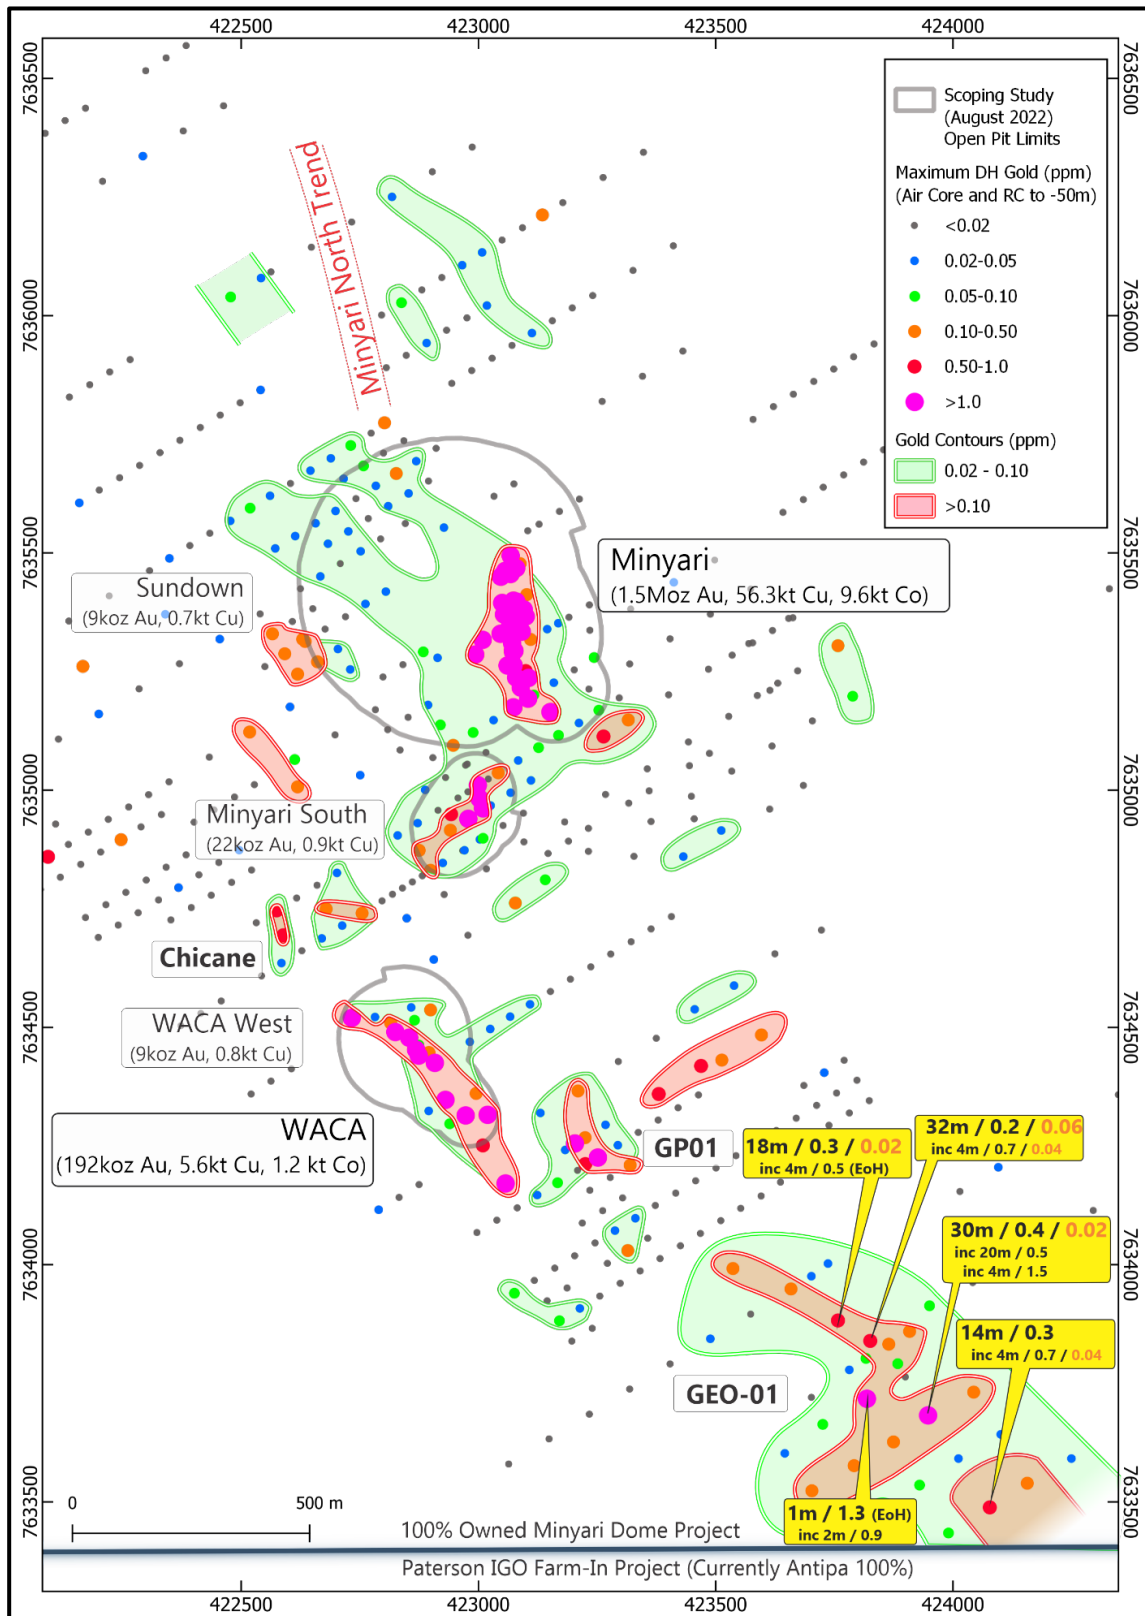 422500
423000
423500
424000
7636500
7636500
Scoping Study
(August 2022)
Open Pit Limits
Maximum DH Gold (ppm)
(Air Core and RC to -50m)
<0.02
0.02-0.05
0.05-0.10
0.10-0.50
0.50-1.0
>1.0
Gold Contours (ppm)
0.02 - 0.10
>0.10
Minyari North Trend
7636000
7636000
7635500
7635500
Minyari
(1.5Moz Au, 56.3kt Cu, 9.6kt Co)
Sundown
(9koz Au, 0.7kt Cu)
7635000
7635000
Minyari South
(22koz Au, 0.9kt Cu)
Chicane
WACA West
(9koz Au, 0.8kt Cu)
7634500
7634500
WACA
(192koz Au, 5.6kt Cu, 1.2 kt Co)
GP01
18m / 0.3 / 0.02
inc 4m / 0.5 (EoH)
32m / 0.2 / 0.06
inc 4m / 0.7 / 0.04
30m / 0.4 / 0.02
inc 20m / 0.5
inc 4m / 1.5
7634000
7634000
14m / 0.3
inc 4m / 0.7 / 0.04
GEO-01
1m / 1.3 (EoH)
inc 2m / 0.9
7633500
7633500
0
500 m
100% Owned Minyari Dome Project
Paterson IGO Farm-In Project (Currently Antipa 100%)
422500
423000
423500
424000